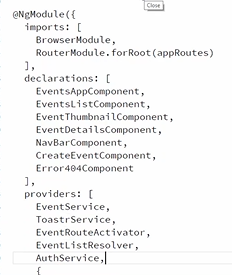 Close
@NgModule({
  imports: [
    BrowserModule,
    RouterModule.forRoot(appRoutes)
  ],
  declarations: [
    EventsAppComponent,
    EventsListComponent,
    EventThumbnailComponent,
    EventDetailsComponent,
    NavBarComponent,
    CreateEventComponent,
    Error404Component
  ],
  providers: [
    EventService,
    ToastrService,
    EventRouteActivator,
    EventListResolver,
    AuthService,
    {